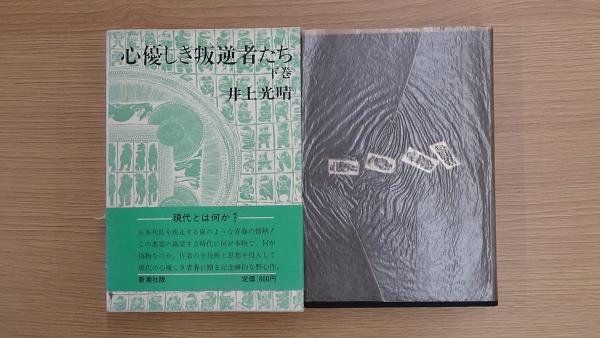 心優しき叛逆者たち
下巻
井上光晴
現代とは何か?
日本列島を疾走する嵐のような青春の情熱!
この悪霊の跳梁する時代に何が本物で、何が
偽物なのか。作者の全技術と思想を投入して
現代の心優しき青春に贈る記念碑的な野心作。
新潮社版 定価800円